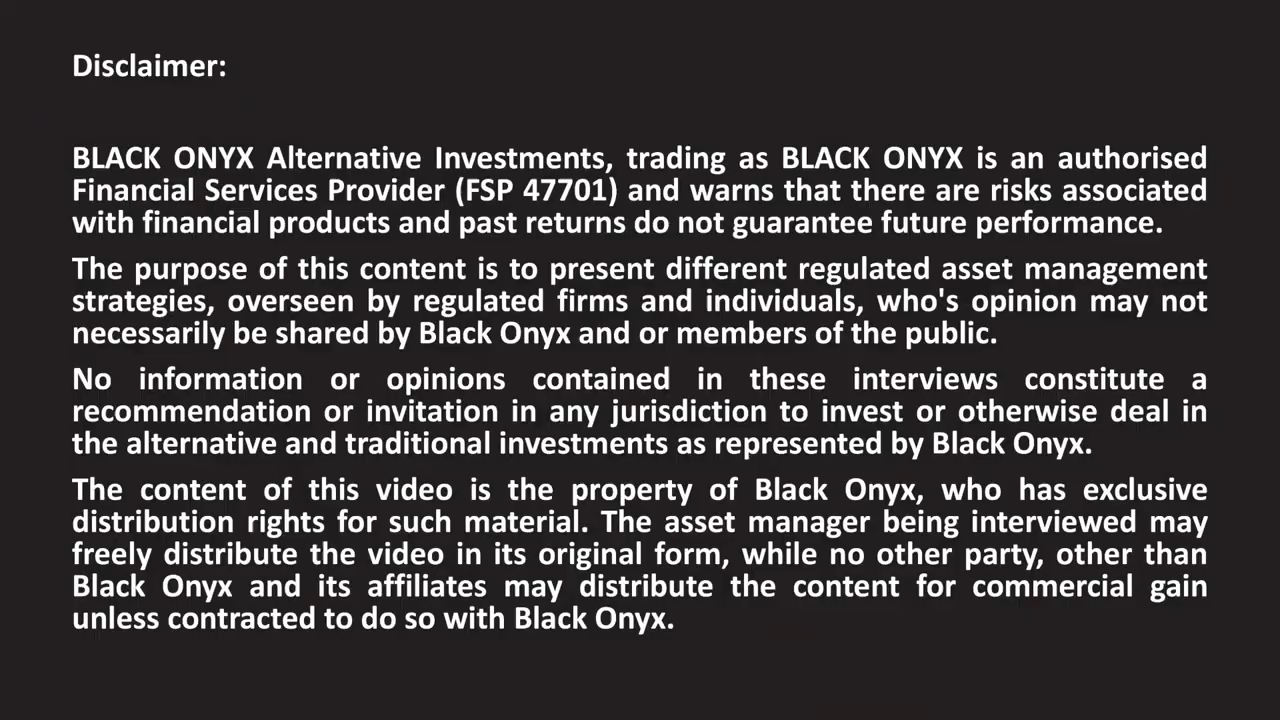 Disclaimer:
BLACK ONYX Alternative Investments, trading as BLACK ONYX is an authorised
Financial Services Provider (FSP 47701) and warns that there are risks associated
with financial products and past returns do not guarantee future performance.
The purpose of this content is to present different regulated asset management
strategies, overseen by regulated firms and individuals, who's opinion may not
necessarily be shared by Black Onyx and or members of the public.
No information or opinions contained in these interviews constitute a
recommendation or invitation in any jurisdiction to invest or otherwise deal in
the alternative and traditional investments as represented by Black Onyx.
The content of this video is the property of Black Onyx, who has exclusive
distribution rights for such material. The asset manager being interviewed may
freely distribute the video in its original form, while no other party, other than
Black Onyx and its affiliates may distribute the content for commercial gain
unless contracted to do so with Black Onyx.